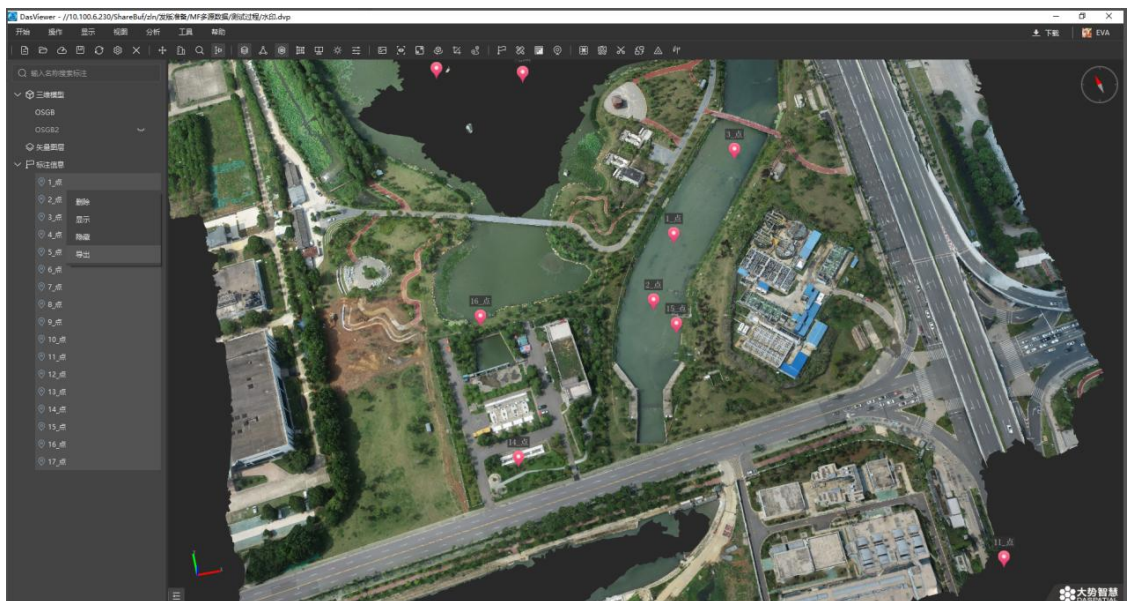 DasViewer - //10.100.6.230/ShareBuf/zln/发版准备/MF多源数据/测试过程/水印.dvp
开始 操作 显示 视图 分析 工具 帮助
下载 EVA
输入名称搜索标注
三维模型
OSGB
OSGB2
矢量图层
标注信息
1_点
2_点
3_点
4_点
5_点
6_点
7_点
8_点
9_点
10_点
11_点
12_点
13_点
14_点
15_点
16_点
17_点
删除
显示
隐藏
导出
3_点
1_点
2_点
15_点
16_点
14_点
11_点
大势智慧
DASPATIAL